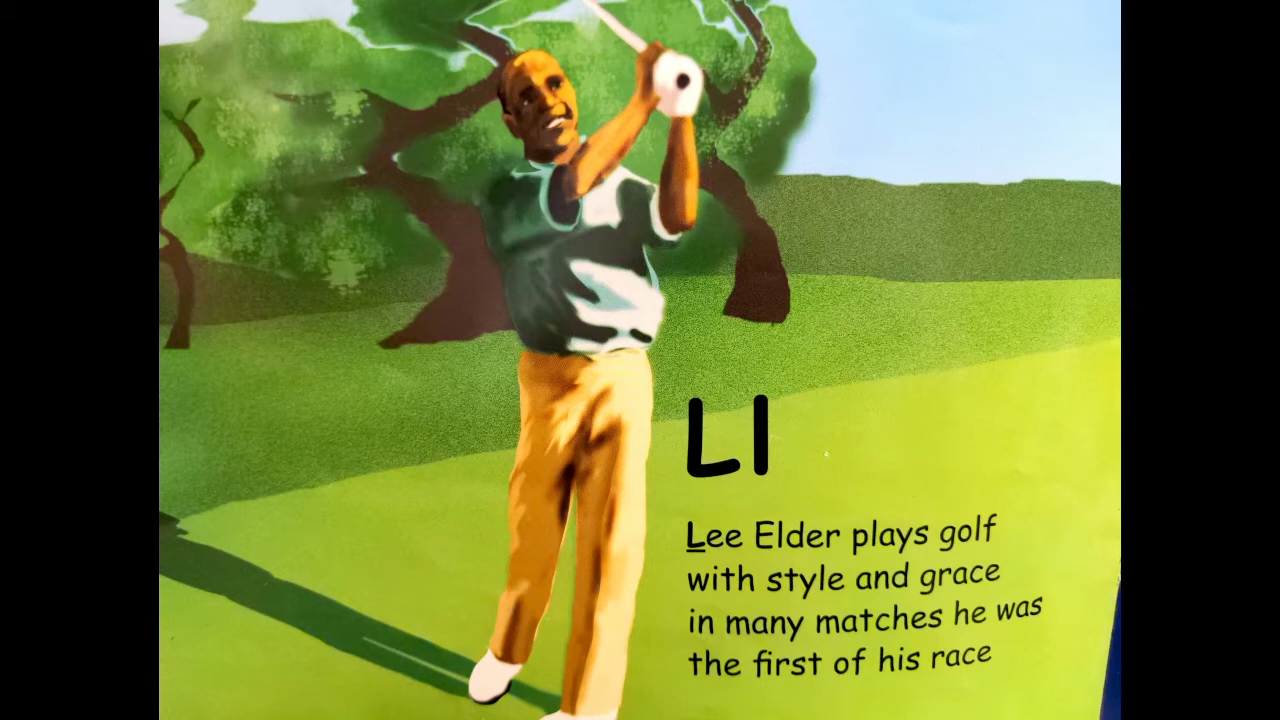 Ll
Lee Elder plays golf
with style and grace
in many matches he was
the first of his race